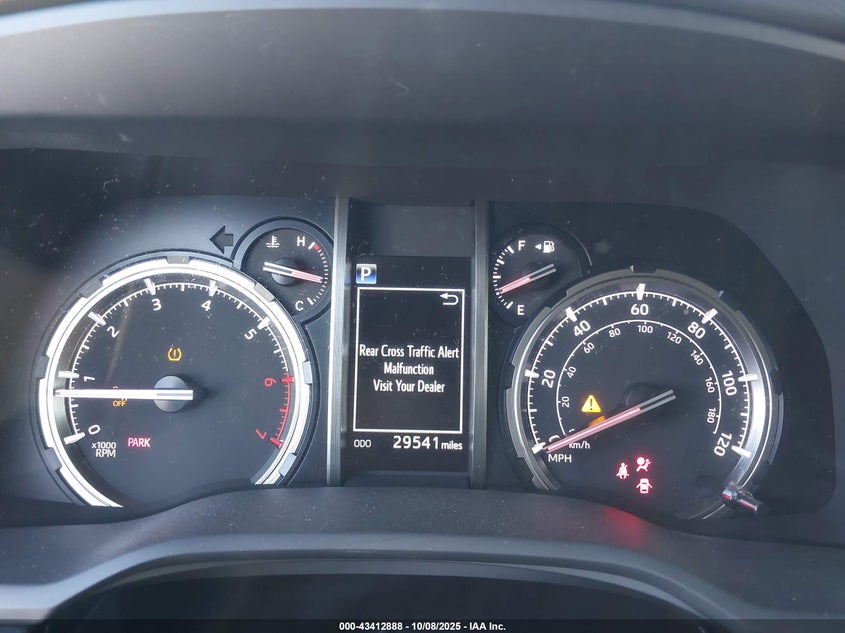 H
C
F
E
P
0
1
2
3
4
5
6
7
x1000
RPM
OFF
PARK
Rear Cross Traffic Alert
Malfunction
Visit Your Dealer
ODO 29541 miles
0
20
40
60
80
100
120
20
40
60
80
100
120
140
160
180
km/h
MPH
000-43412888 - 10/08/2025 - IAA Inc.